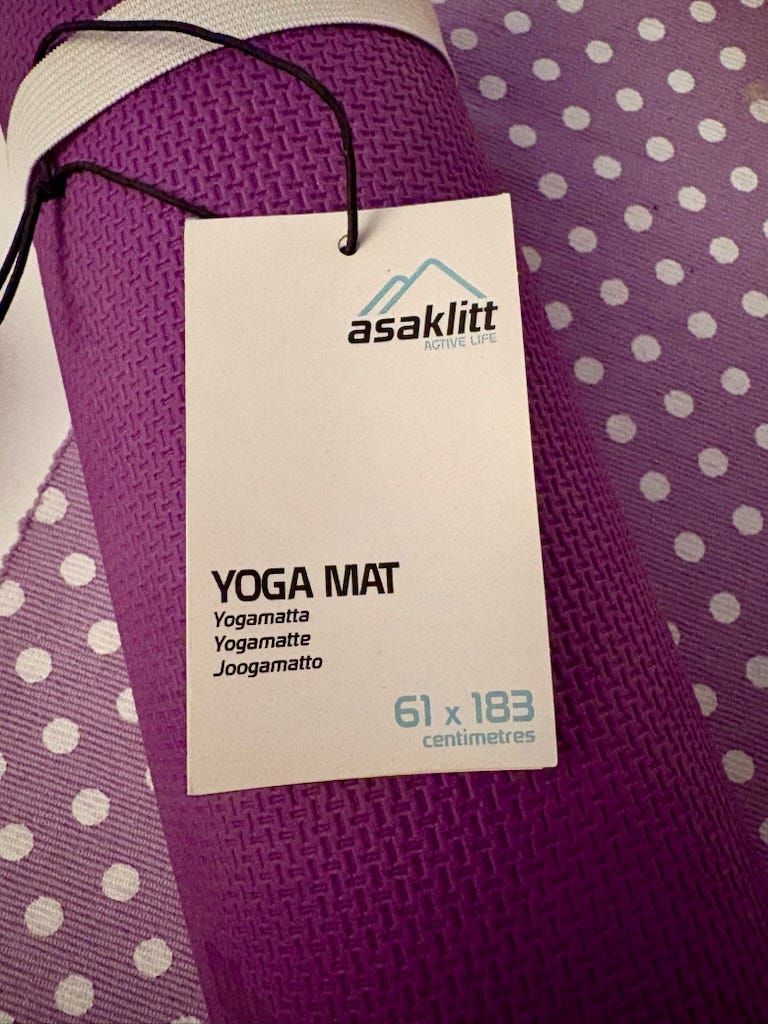 asaklitt
ACTIVE LIFE
YOGA MAT
Yogamatta
Yogamatte
Joogamatto
61 x 183
centimetres